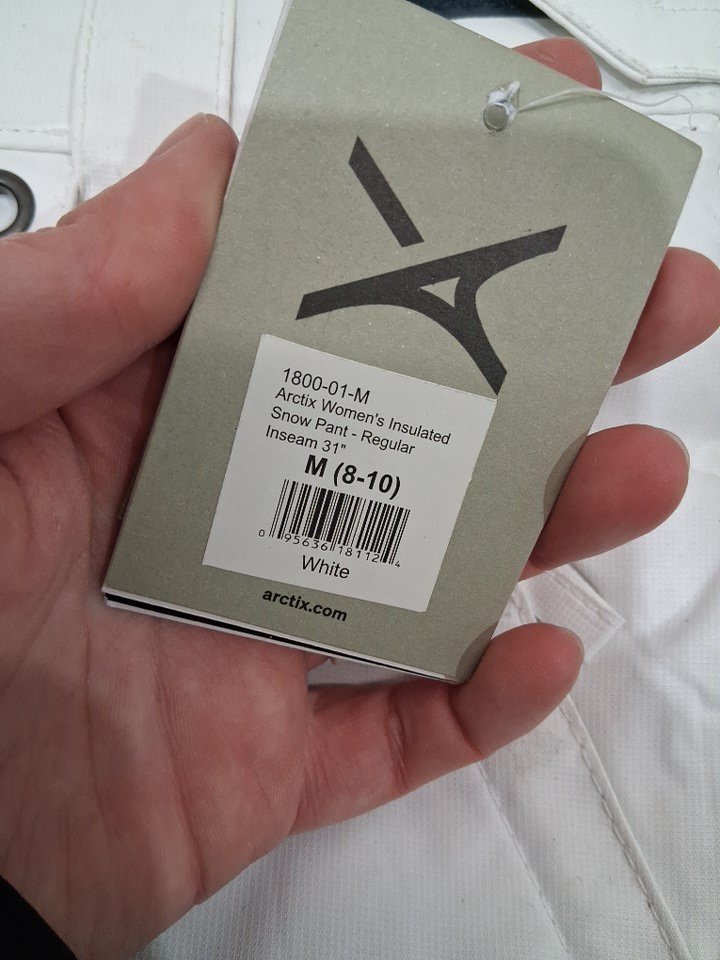 1800-01-M
Arctix Women's Insulated
Snow Pant - Regular
Inseam 31"
M (8-10)
0 95636 18112 4
White
arctix.com